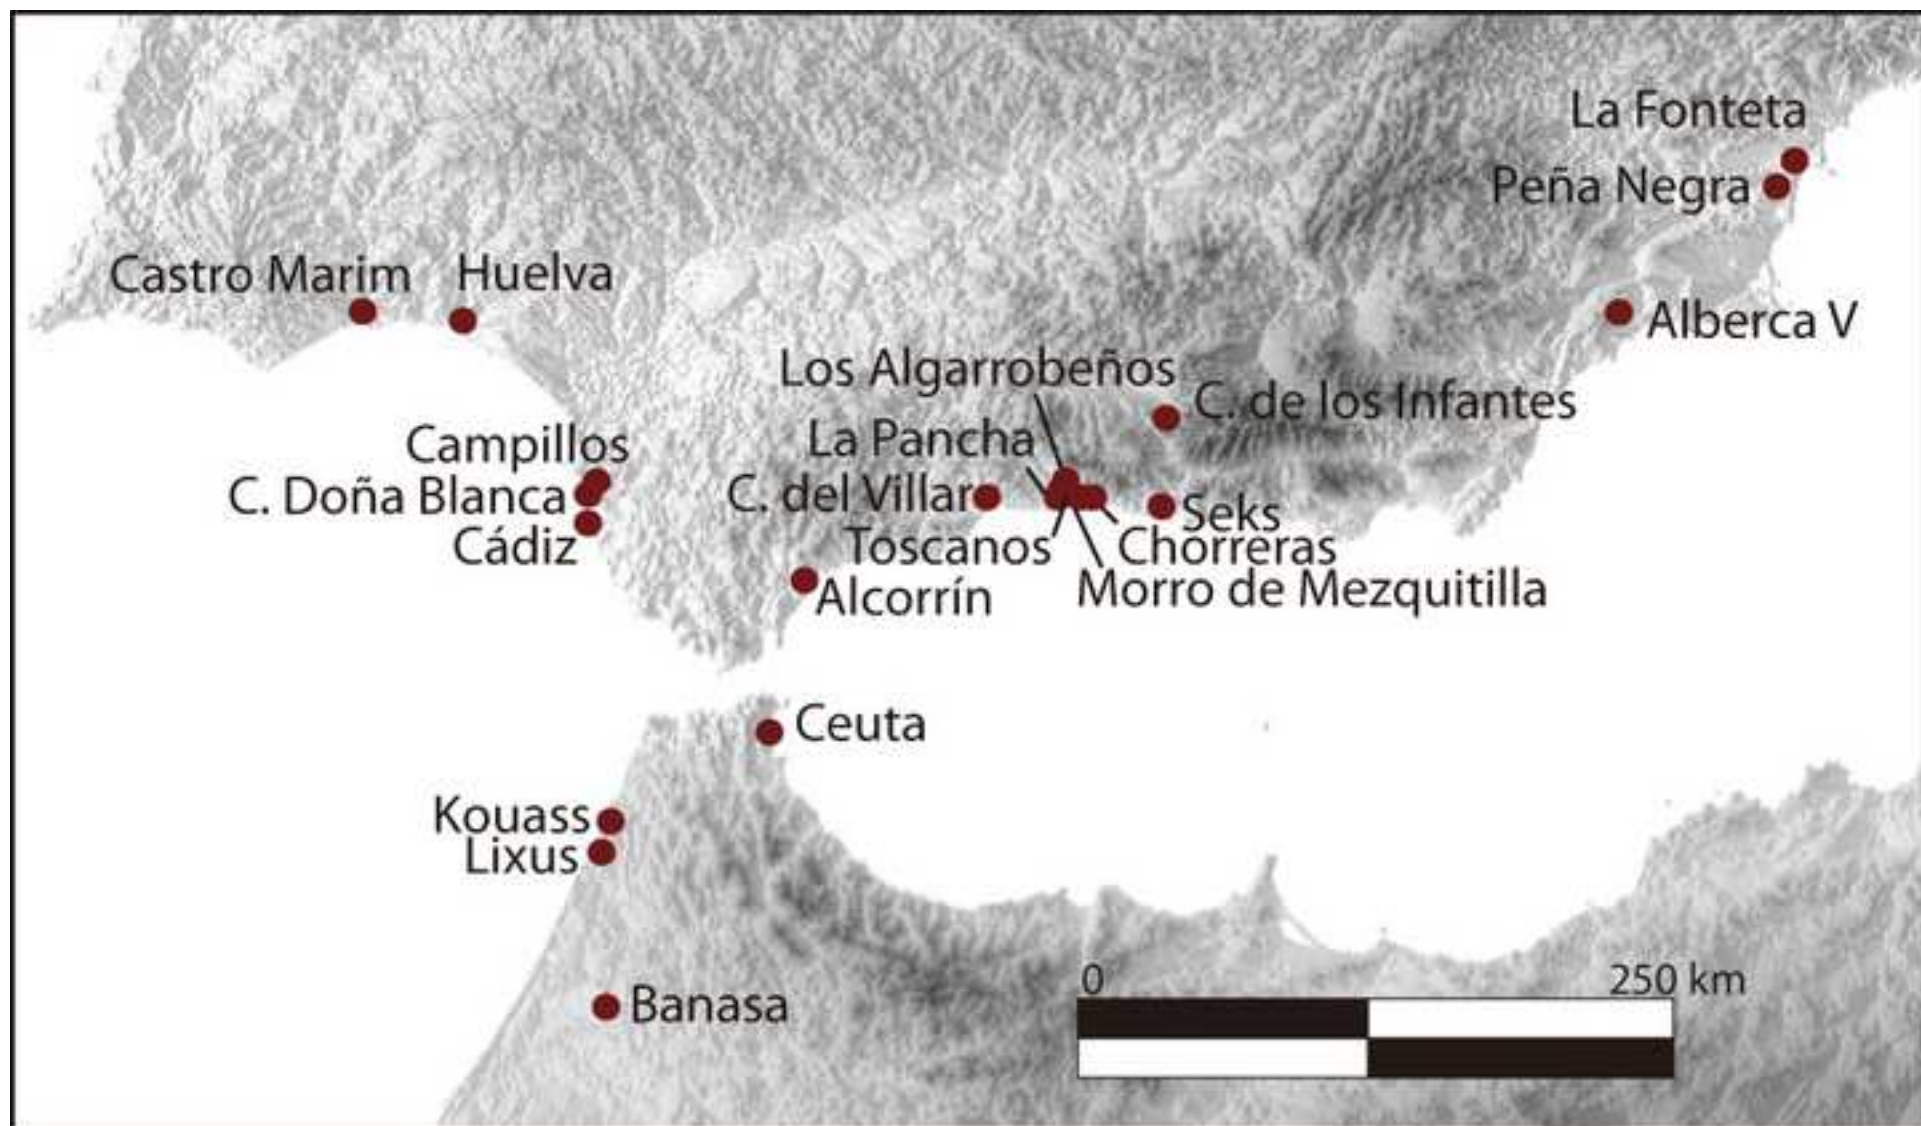 La Fonteta
Peña Negra
Castro Marim
Huelva
Alberca V
Los Algarrobeños
C. de los Infantes
La Pancha
Campillos
C. Doña Blanca
C. del Villar
Seks
Cádiz
Toscanos
Chorreras
Alcorrín
Morro de Mezquitilla
Ceuta
Kouass
Lixus
0 250 km
Banasa